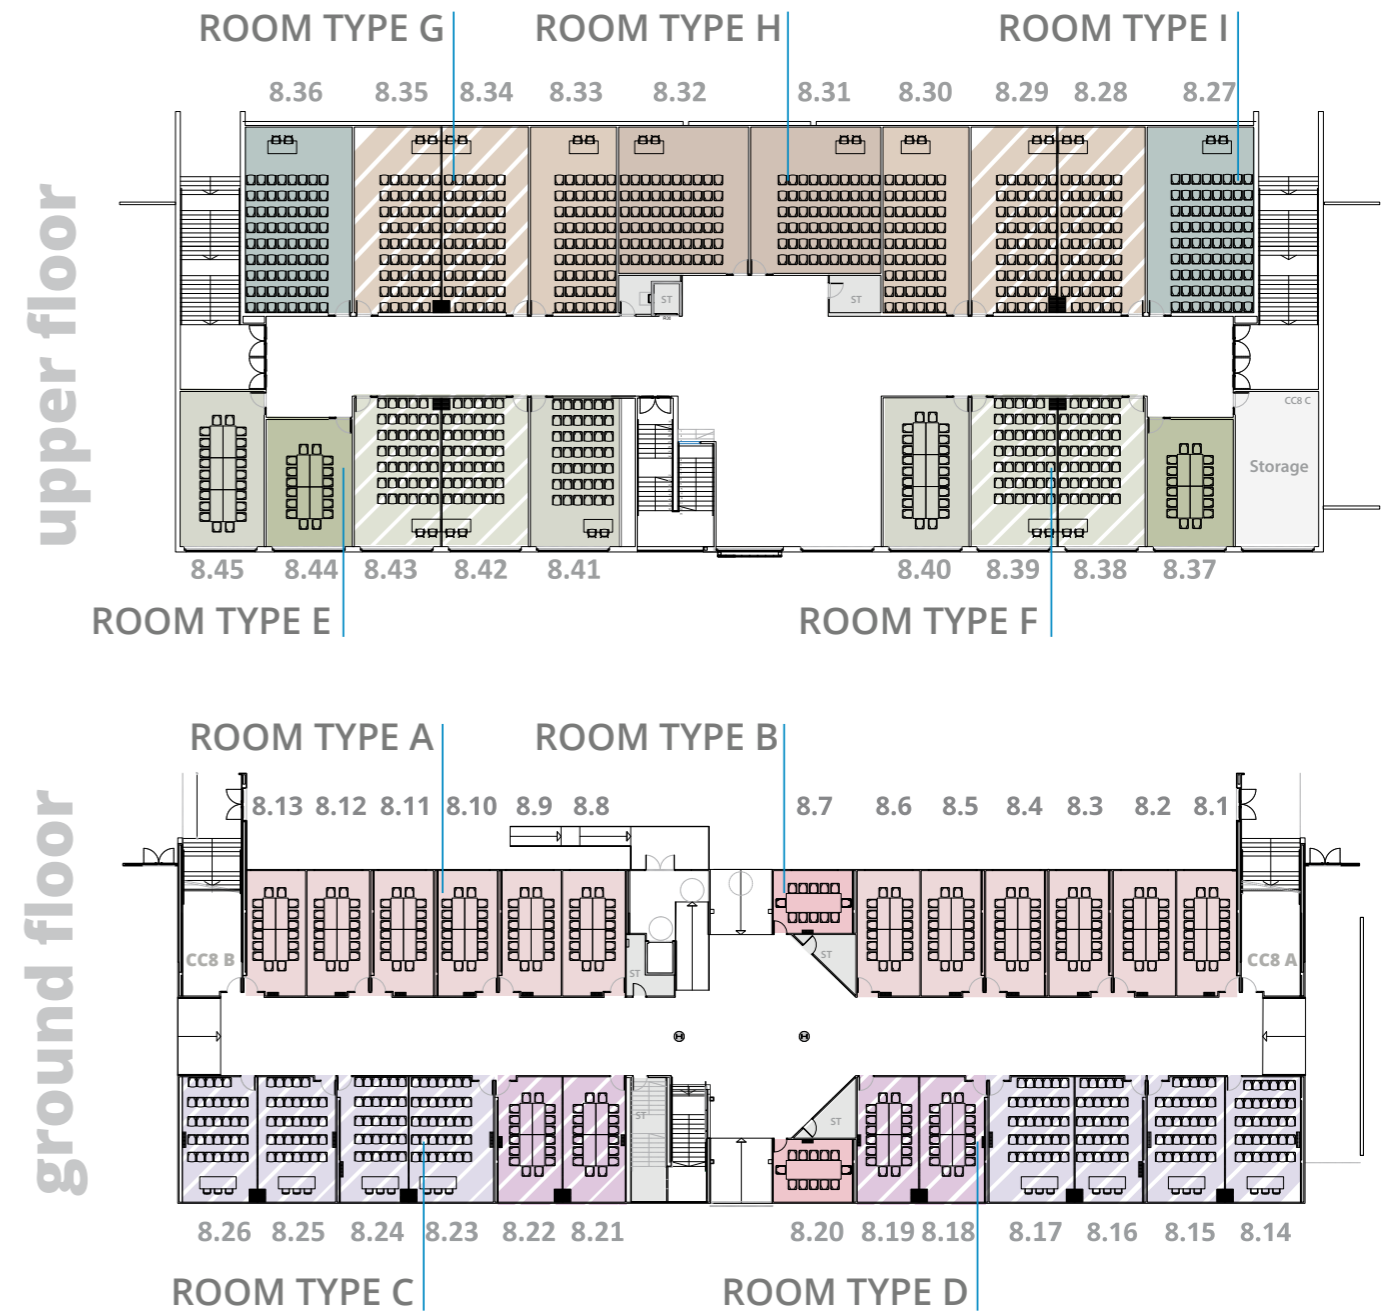 ROOM TYPE G ROOM TYPE H ROOM TYPE I
8.36 8.35 8.34 8.33 8.32 8.31 8.30 8.29 8.28 8.27
upper floor
ST ST
CC8 C
Storage
8.45 8.44 8.43 8.42 8.41 8.40 8.39 8.38 8.37
ROOM TYPE E ROOM TYPE F
ROOM TYPE A ROOM TYPE B
8.13 8.12 8.11 8.10 8.9 8.8 8.7 8.6 8.5 8.4 8.3 8.2 8.1
ground floor
CC8 B ST ST CC8 A
ST ST
8.26 8.25 8.24 8.23 8.22 8.21 8.20 8.19 8.18 8.17 8.16 8.15 8.14
ROOM TYPE C ROOM TYPE D